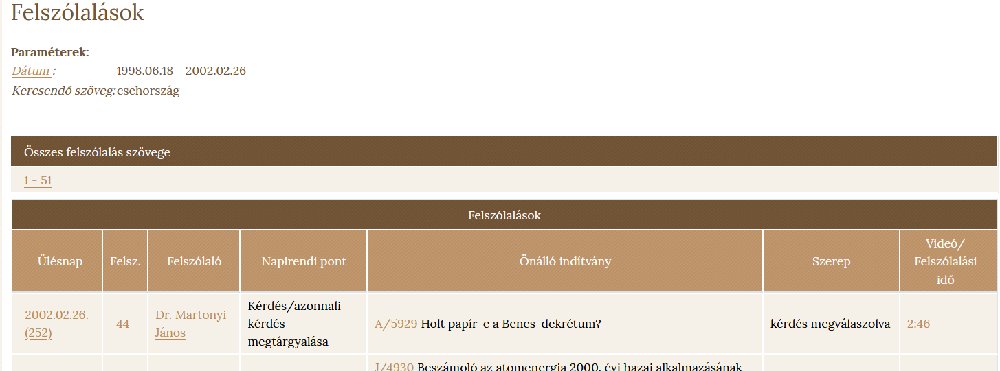 Felszólalások
Paraméterek:
Dátum : 1998.06.18 - 2002.02.26
Keresendő szöveg: csehország
Összes felszólalás szövege
1 - 51
Felszólalások
Ülésnap Felsz. Felszólaló Napirendi pont Önálló indítvány Szerep Videó/
Felszólalási
idő
2002.02.26.
(252)
44
Dr. Martonyi
János
Kérdés/azonnali
kérdés
megtárgyalása
A/5929 Holt papír-e a Benes-dekrétum?
kérdés megválaszolva
2:46
J/4930 Beszámoló az atomenergia 2000. évi hazai alkalmazásának